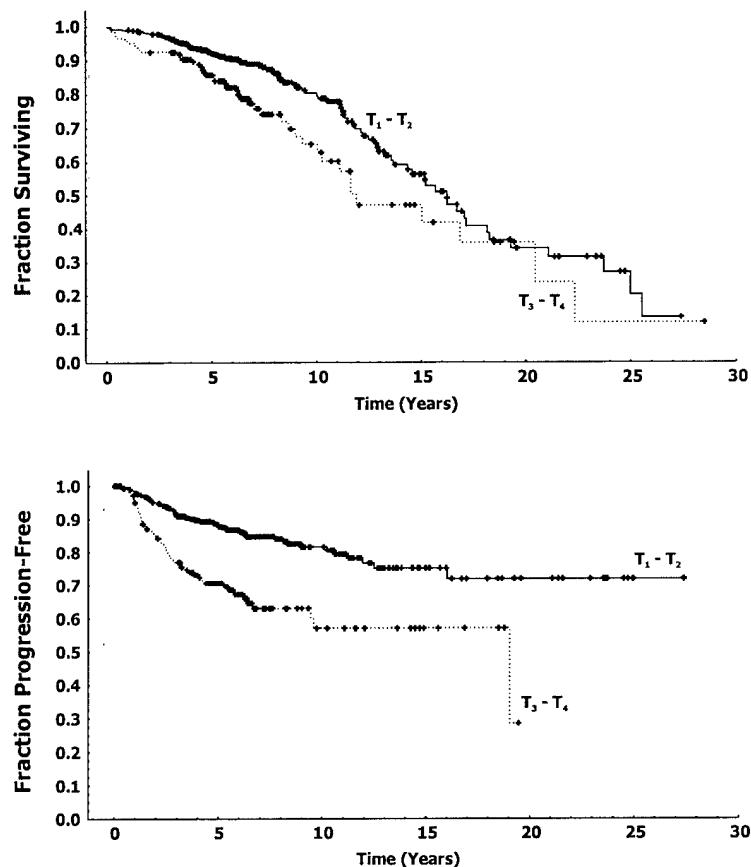 Fraction Surviving
1.0
0.9
0.8
0.7
0.6
0.5
0.4
0.3
0.2
0.1
0.0
T₁ - T₂
T₃ - T₄
0 5 10 15 20 25 30
Time (Years)
Fraction Progression-Free
1.0
0.9
0.8
0.7
0.6
0.5
0.4
0.3
0.2
0.1
0.0
T₁ - T₂
T₃ - T₄
0 5 10 15 20 25 30
Time (Years)